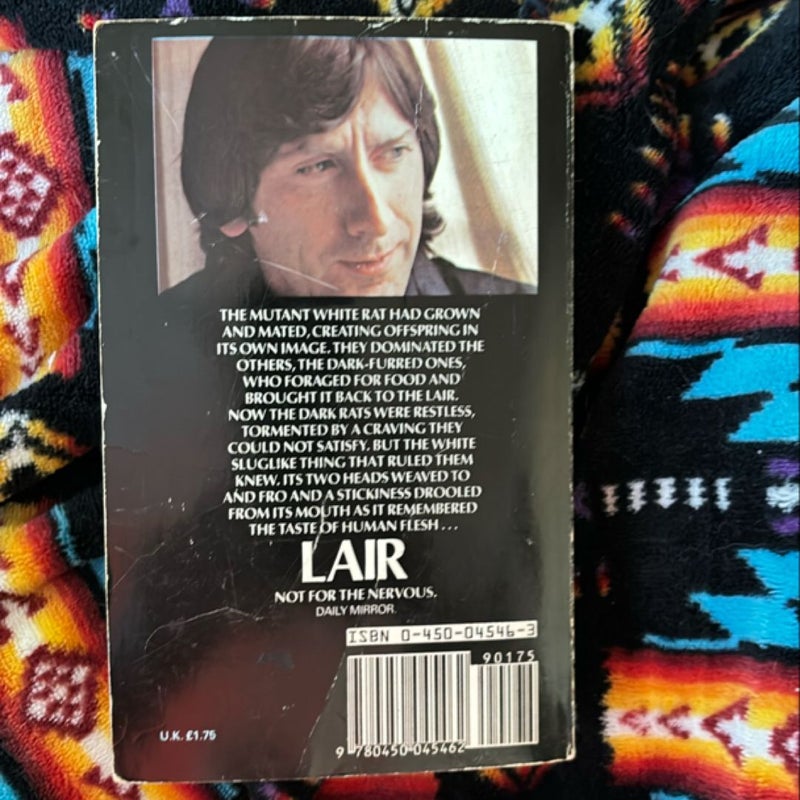 THE MUTANT WHITE RAT HAD GROWN
AND MATED, CREATING OFFSPRING IN
ITS OWN IMAGE. THEY DOMINATED THE
OTHERS, THE DARK-FURRED ONES,
WHO FORAGED FOR FOOD AND
BROUGHT IT BACK TO THE LAIR.
NOW THE DARK RATS WERE RESTLESS,
TORMENTED BY A CRAVING THEY
COULD NOT SATISFY. BUT THE WHITE
SLUGLIKE THING THAT RULED THEM
KNEW. ITS TWO HEADS WEAVED TO
AND FRO AND A STICKINESS DROOLED
FROM ITS MOUTH AS IT REMEMBERED
THE TASTE OF HUMAN FLESH...
LAIR
NOT FOR THE NERVOUS.
DAILY MIRROR.
ISBN 0-450-04546-3
90175
U.K. £1.75
9 780450 045462